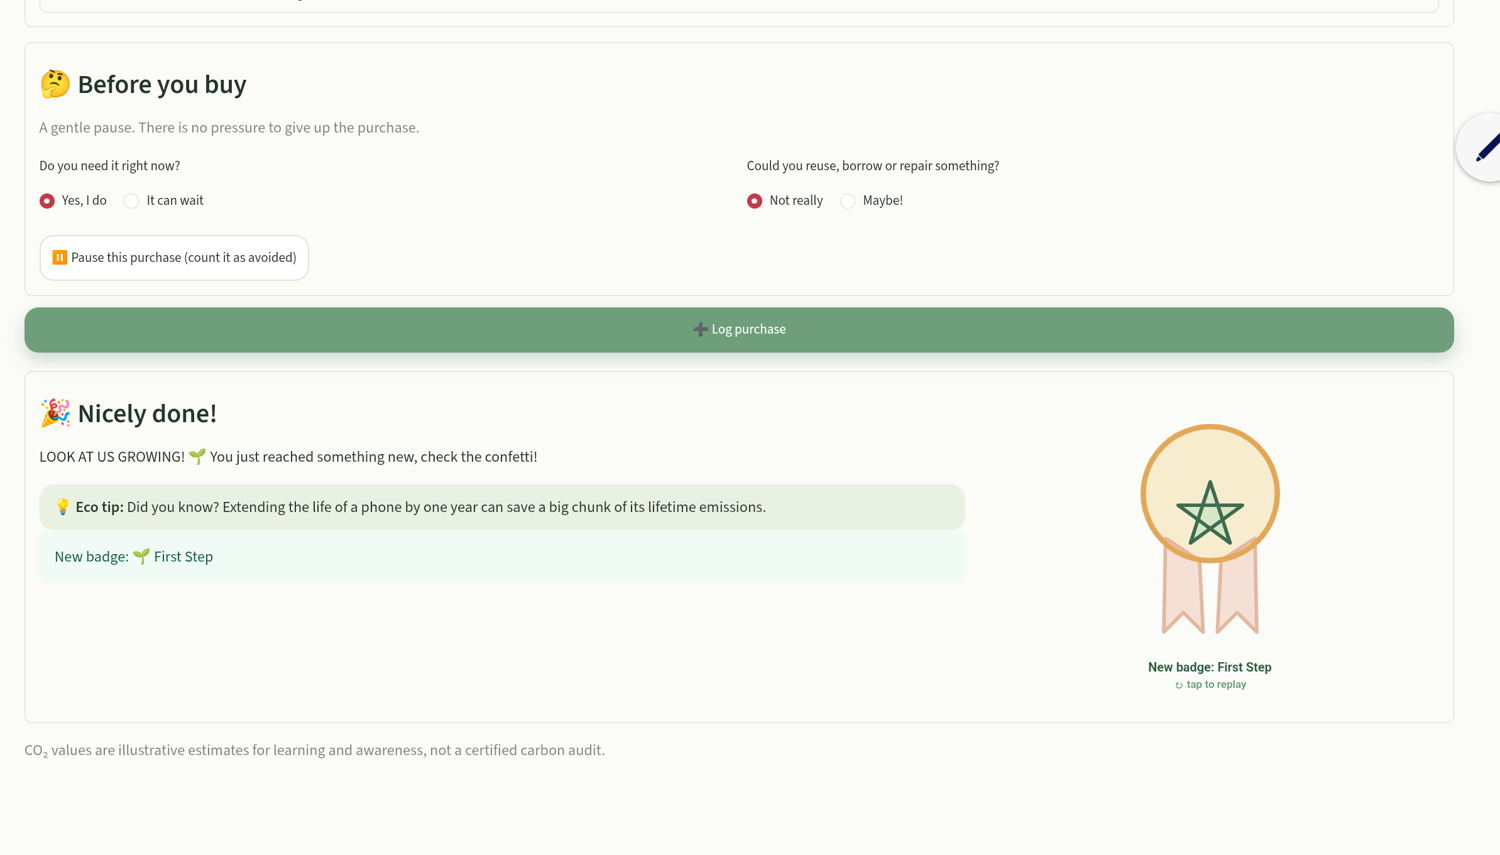 🤔 Before you buy
A gentle pause. There is no pressure to give up the purchase.
Do you need it right now?
Yes, I do
It can wait
Could you reuse, borrow or repair something?
Not really
Maybe!
⏸️ Pause this purchase (count it as avoided)
➕ Log purchase
🎉 Nicely done!
LOOK AT US GROWING! 🌱 You just reached something new, check the confetti!
💡 Eco tip: Did you know? Extending the life of a phone by one year can save a big chunk of its lifetime emissions.
New badge: 🌱 First Step
New badge: First Step
↻ tap to replay
CO₂ values are illustrative estimates for learning and awareness, not a certified carbon audit.